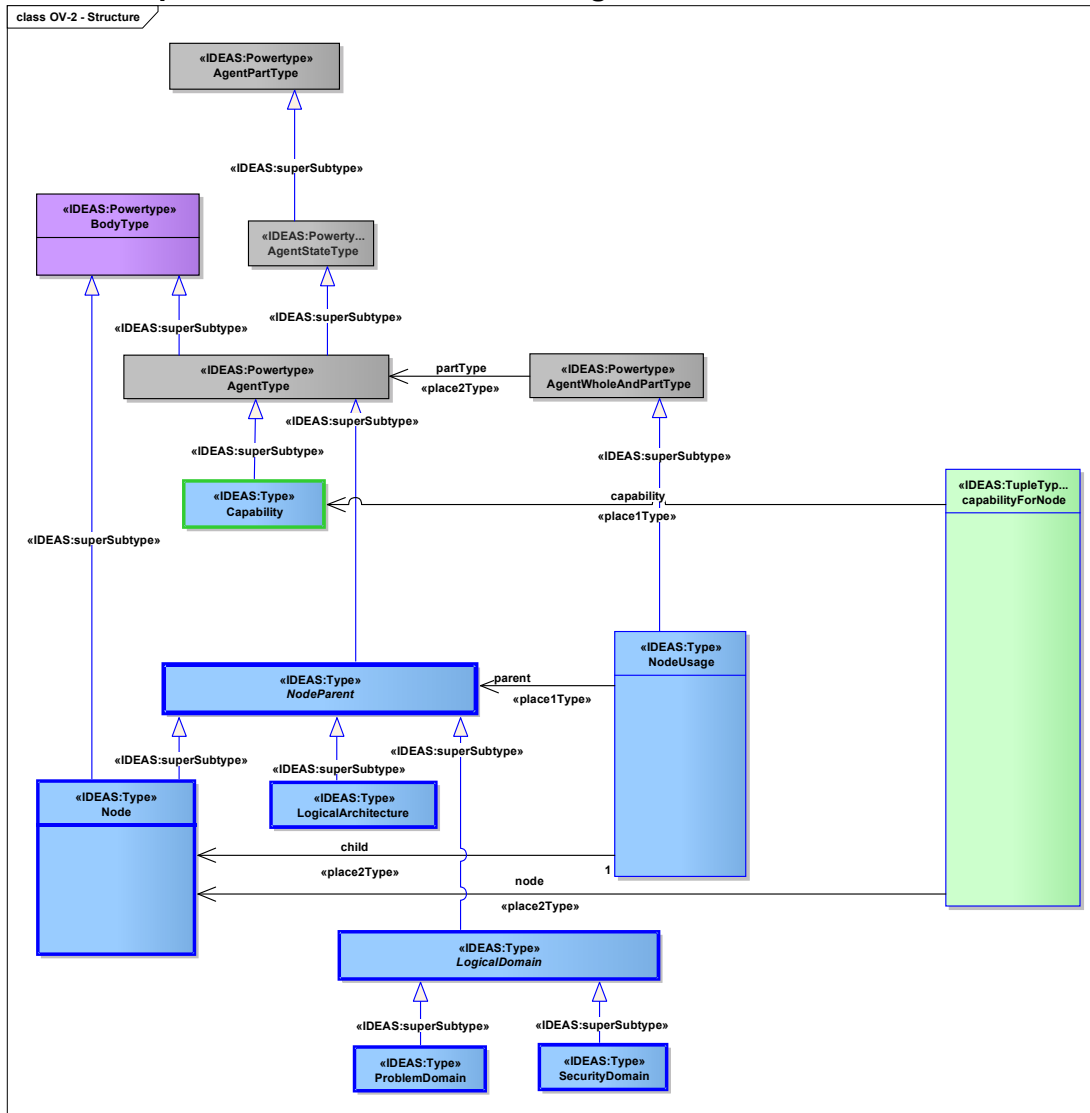 class OV-2 - Structure
«IDEAS:Powertype»
AgentPartType
«IDEAS:superSubtype»
«IDEAS:Powertype»
BodyType
«IDEAS:Powerty...
AgentStateType
«IDEAS:superSubtype»
«IDEAS:superSubtype»
«IDEAS:Powertype»
AgentType
partType
«place2Type»
«IDEAS:Powertype»
AgentWholeAndPartType
«IDEAS:superSubtype»
«IDEAS:superSubtype»
«IDEAS:superSubtype»
«IDEAS:Type»
Capability
capability
«place1Type»
«IDEAS:TupleTyp...
capabilityForNode
«IDEAS:superSubtype»
«IDEAS:Type»
NodeUsage
«IDEAS:Type»
NodeParent
parent
«place1Type»
«IDEAS:superSubtype»
«IDEAS:superSubtype»
«IDEAS:superSubtype»
«IDEAS:Type»
Node
«IDEAS:Type»
LogicalArchitecture
child
«place2Type»
1
node
«place2Type»
«IDEAS:Type»
LogicalDomain
«IDEAS:superSubtype»
«IDEAS:superSubtype»
«IDEAS:Type»
ProblemDomain
«IDEAS:Type»
SecurityDomain